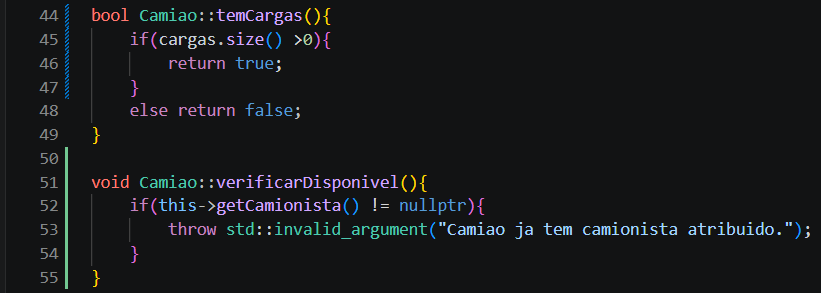 44 bool Camiao::temCargas(){
45 if(cargas.size() >0){
46 return true;
47 }
48 else return false;
49 }
50
51 void Camiao::verificarDisponivel(){
52 if(this->getCamionista() != nullptr){
53 throw std::invalid_argument("Camiao ja tem camionista atribuido.");
54 }
55 }